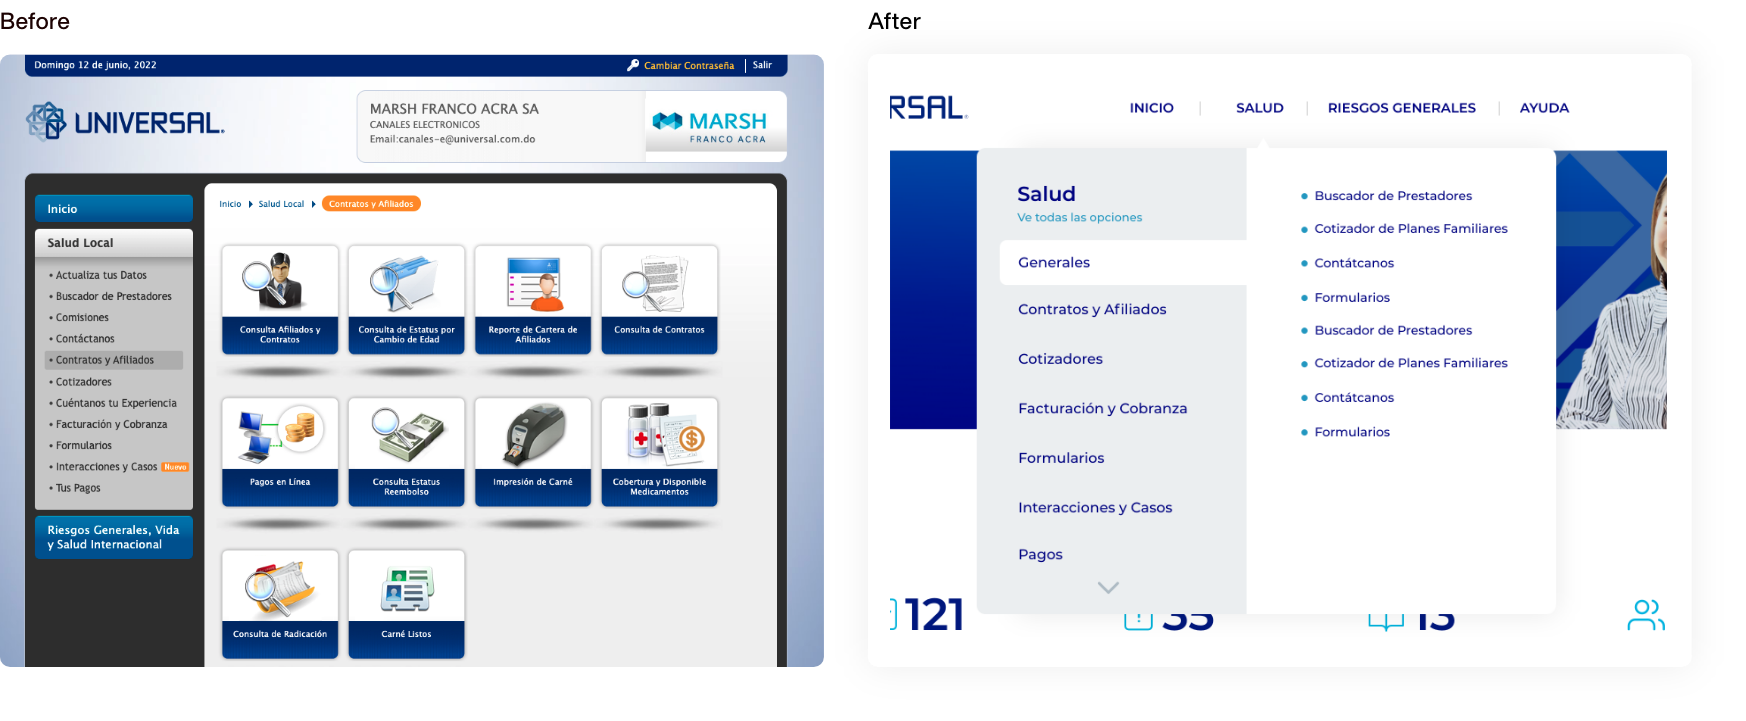 Before
Domingo 12 de junio, 2022
Cambiar Contraseña
Salir
UNIVERSAL.
MARSH FRANCO ACRA SA
CANALES ELECTRONICOS
Email:canales-e@universal.com.do
MARSH
FRANCO ACRA
Inicio
Salud Local
• Actualiza tus Datos
• Buscador de Prestadores
• Comisiones
• Contáctanos
• Contratos y Afiliados
• Cotizadores
• Cuéntanos tu Experiencia
• Facturación y Cobranza
• Formularios
• Interacciones y Casos Nuevo
• Tus Pagos
Riesgos Generales, Vida
y Salud Internacional
Inicio
Salud Local
Contratos y Afiliados
Consulta Afiliados y
Contratos
Consulta de Estatus por
Cambio de Edad
Reporte de Cartera de
Afiliados
Consulta de Contratos
Pagos en Línea
Consulta Estatus
Reembolso
Impresión de Carné
Cobertura y Disponible
Medicamentos
Consulta de Radicación
Carné Listos
After
RSAL.
INICIO
SALUD
RIESGOS GENERALES
AYUDA
Salud
Ve todas las opciones
Generales
Contratos y Afiliados
Cotizadores
Facturación y Cobranza
Formularios
Interacciones y Casos
Pagos
• Buscador de Prestadores
• Cotizador de Planes Familiares
• Contátcanos
• Formularios
• Buscador de Prestadores
• Cotizador de Planes Familiares
• Contátcanos
• Formularios
121
35
13